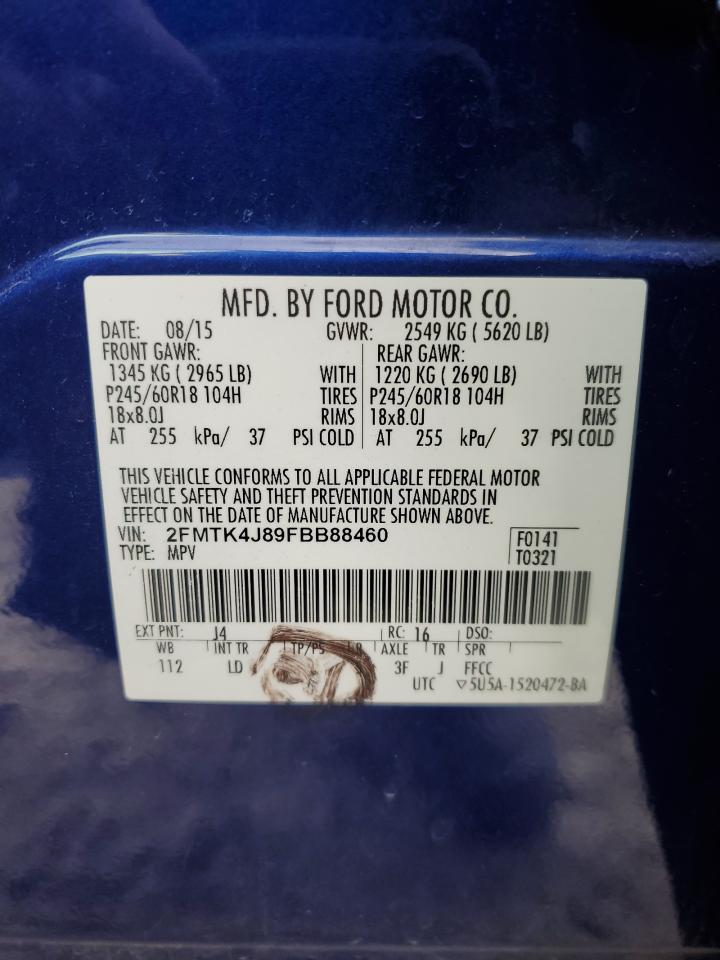 MFD. BY FORD MOTOR CO.
DATE: 08/15 GVWR: 2549 KG ( 5620 LB)
FRONT GAWR: REAR GAWR:
1345 KG ( 2965 LB) WITH 1220 KG ( 2690 LB) WITH
P245/60R18 104H TIRES P245/60R18 104H TIRES
18x8.0J RIMS 18x8.0J RIMS
AT 255 kPa/ 37 PSI COLD AT 255 kPa/ 37 PSI COLD
THIS VEHICLE CONFORMS TO ALL APPLICABLE FEDERAL MOTOR
VEHICLE SAFETY AND THEFT PREVENTION STANDARDS IN
EFFECT ON THE DATE OF MANUFACTURE SHOWN ABOVE.
VIN: 2FMTK4J89FBB88460 F0141
TYPE: MPV T0321
EXT PNT: J4 RC: 16 DSO:
WB INT TR TP/PS R AXLE TR SPR
112 LD 3F J FFCC
UTC ▽5U5A-1520472-BA